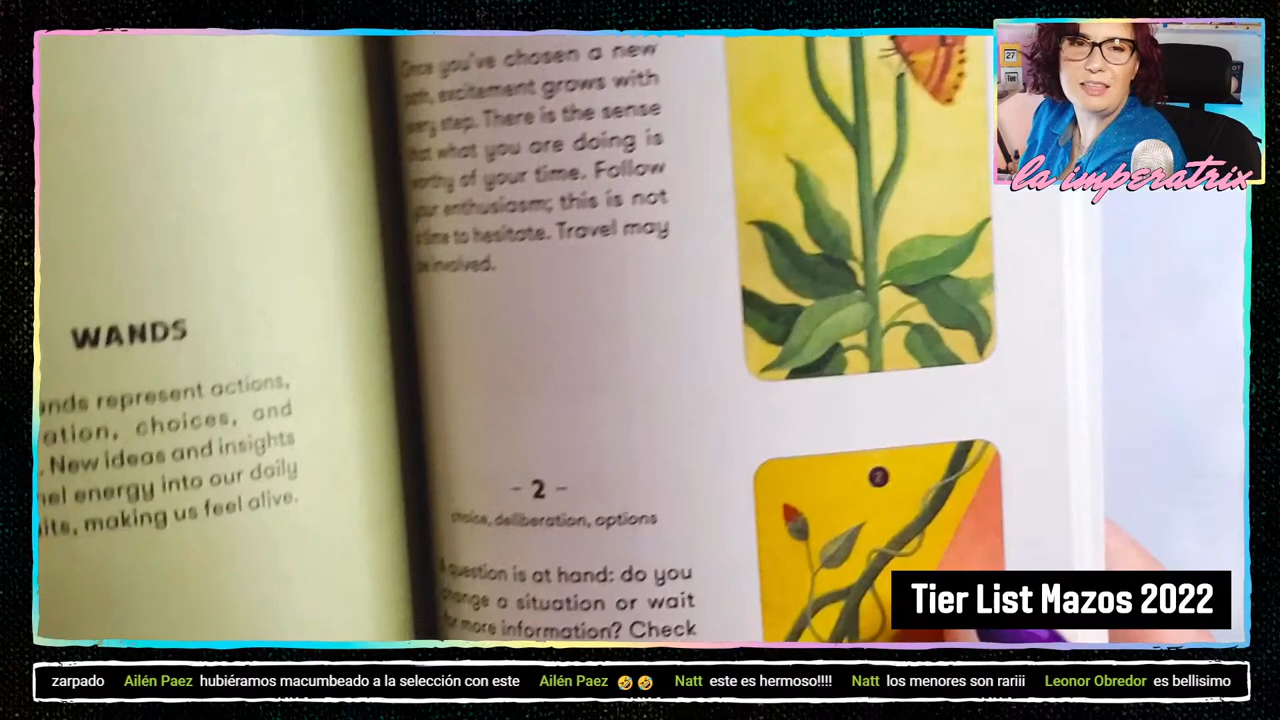 WANDS
represent actions,
choices, and
. New ideas and insights
energy into our daily
making us feel alive.
Once you've chosen a new
path, excitement grows with
every step. There is the sense
that what you are doing is
worthy of your time. Follow
your enthusiasm; this is not
a time to hesitate. Travel may
be involved.
- 2 -
choice, deliberation, options
A question is at hand: do you
change a situation or wait
for more information? Check
2
27
Tue
la imperatrix
Tier List Mazos 2022
zarpado Ailén Paez hubiéramos macumbeado a la selección con este Ailén Paez 🤣🤣 Natt este es hermoso!!!! Natt los menores son rariii Leonor Obredor es bellisimo